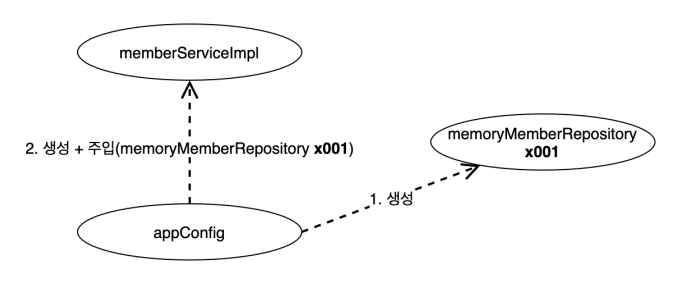 memberServiceImpl
2. 생성 + 주입(memoryMemberRepository x001)
memoryMemberRepository
x001
1. 생성
appConfig